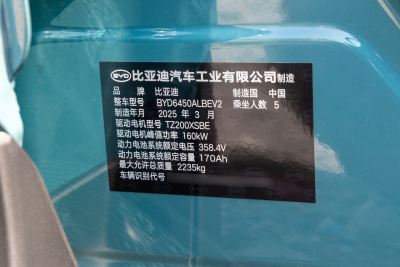 BYD 比亚迪汽车工业有限公司制造
品牌 比亚迪 制造国 中国
整车型号 BYD6450ALBEV2 乘坐人数 5
制造年月 2025 年 3 月
驱动电机型号 TZ200XSBE
驱动电机峰值功率 160kW
动力电池系统额定电压 358.4V
动力电池系统额定容量 170Ah
最大允许总质量 2235kg
车辆识别代号